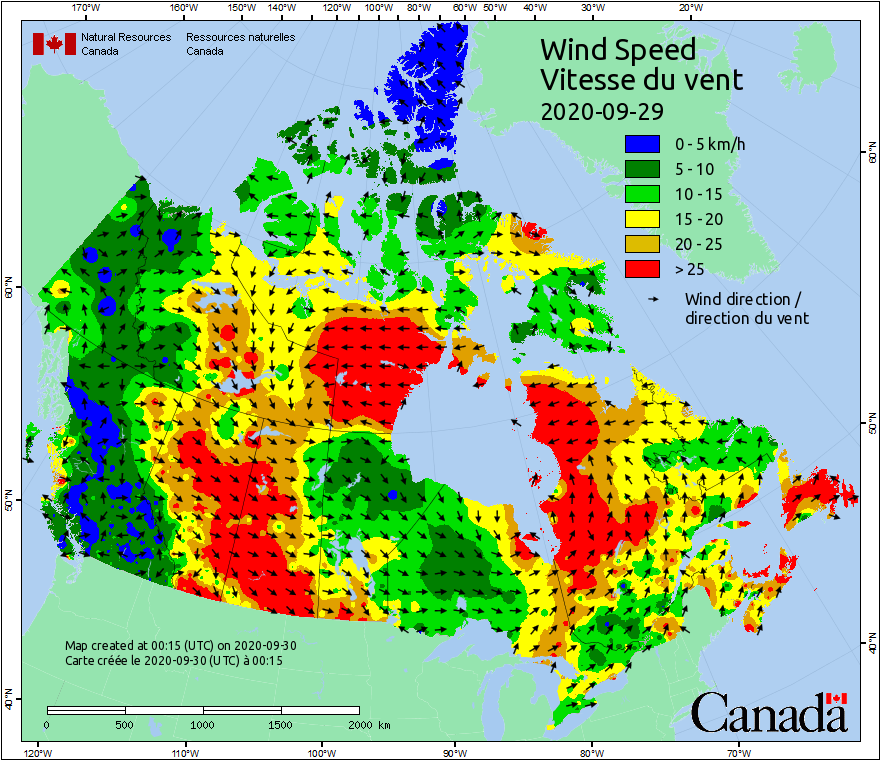 170°W 160°W 150°W 140°W 120°W 100°W 80°W 60°W 50°W 40°W 30°W 20°W
Natural Resources Ressources naturelles
Canada Canada
Wind Speed
Vitesse du vent
2020-09-29
0 - 5 km/h
5 - 10
10 - 15
15 - 20
20 - 25
> 25
Wind direction /
direction du vent
60°N
50°N
40°N
60°N
50°N
40°N
Map created at 00:15 (UTC) on 2020-09-30
Carte créée le 2020-09-30 (UTC) à 00:15
0 500 1000 1500 2000 km
Canada
120°W 110°W 100°W 90°W 80°W 70°W